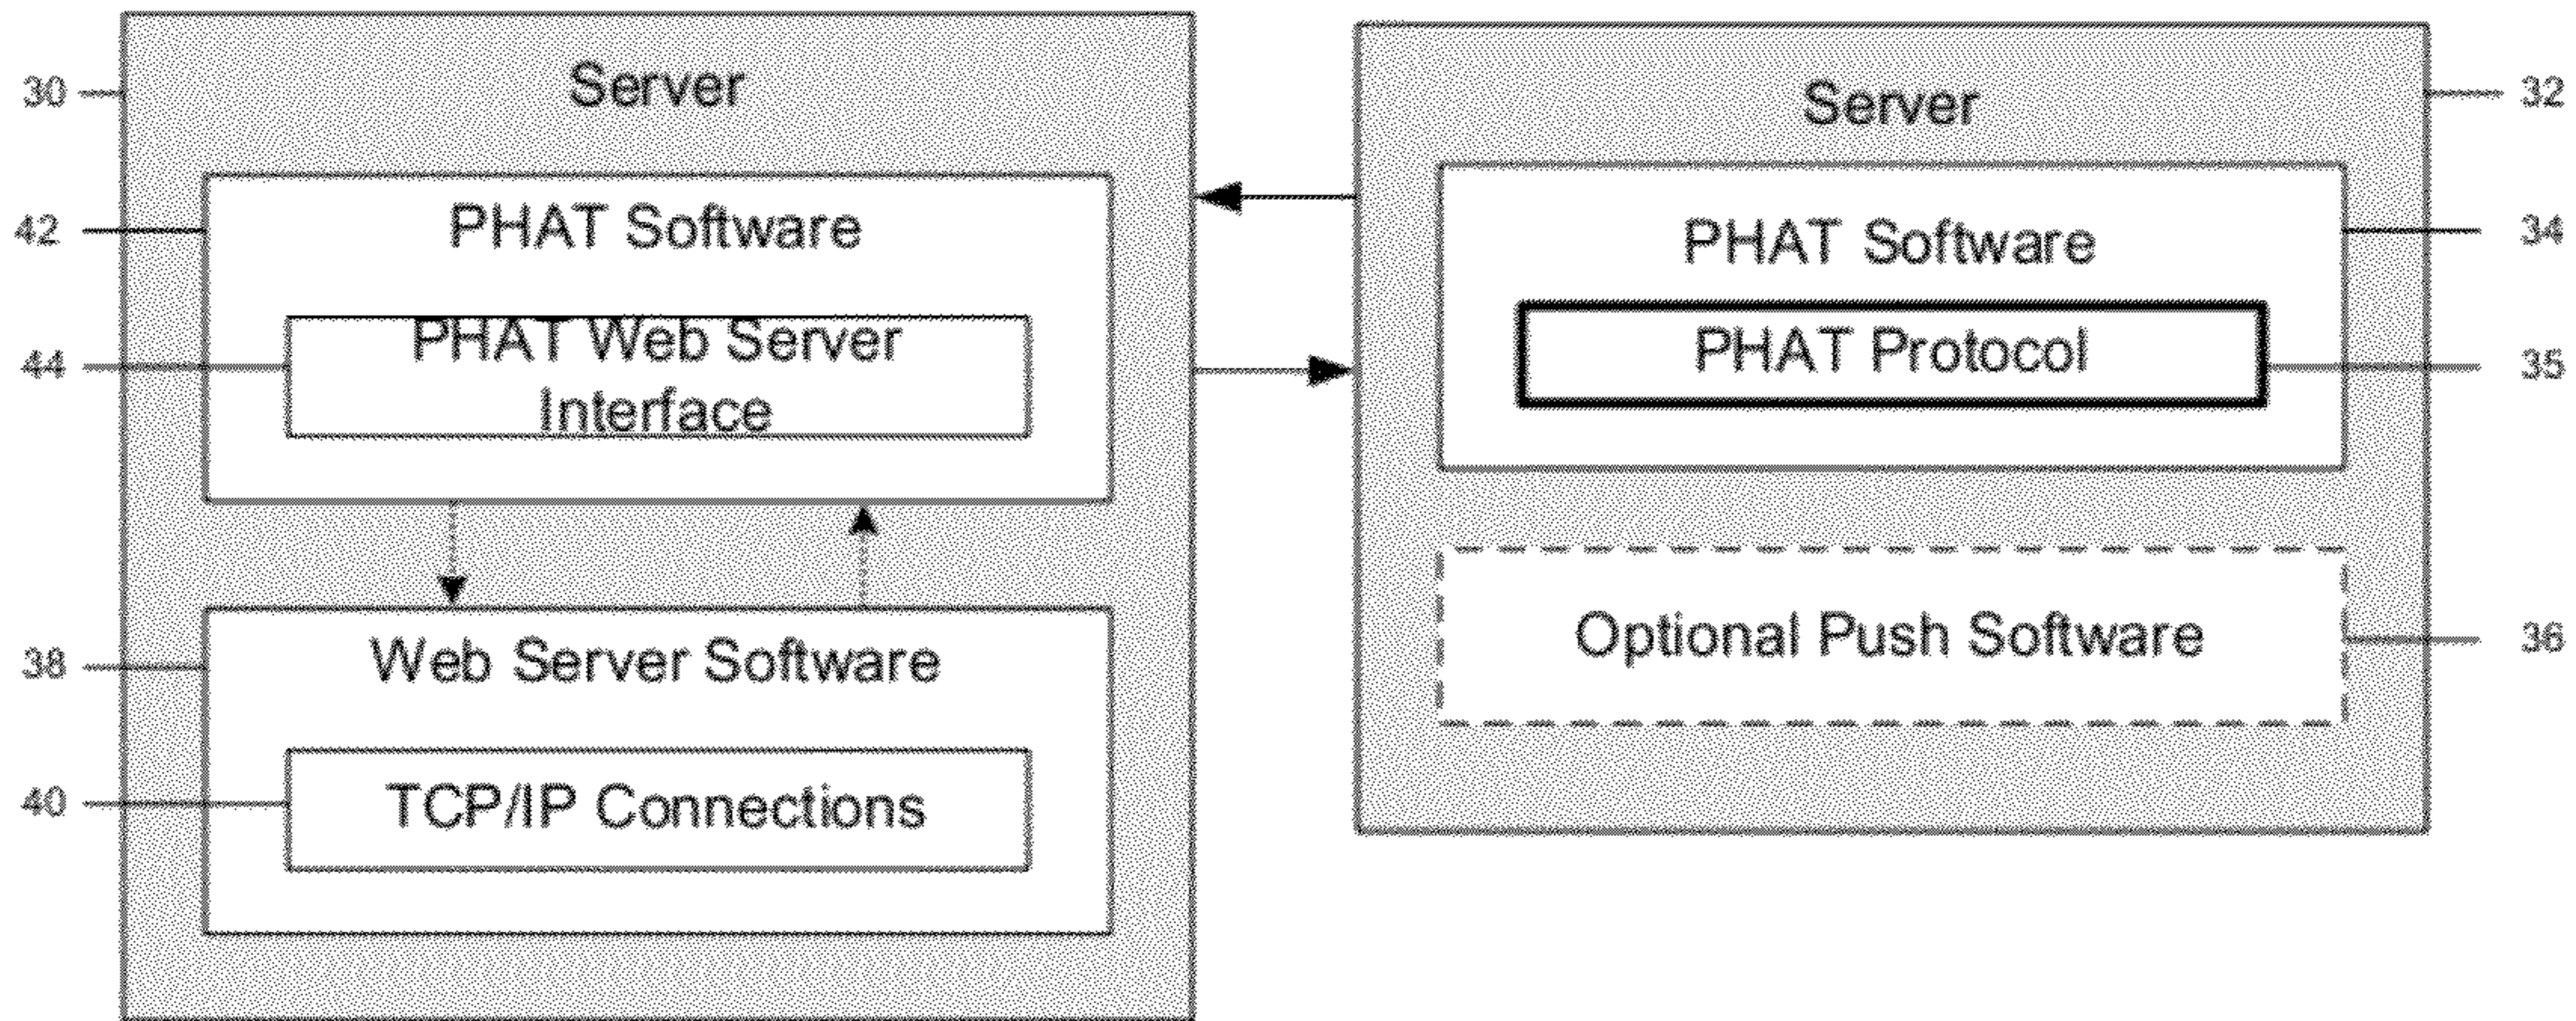 30
Server
42
PHAT Software
44
PHAT Web Server
Interface
38
Web Server Software
40
TCP/IP Connections
Server
32
PHAT Software
34
PHAT Protocol
35
Optional Push Software
36